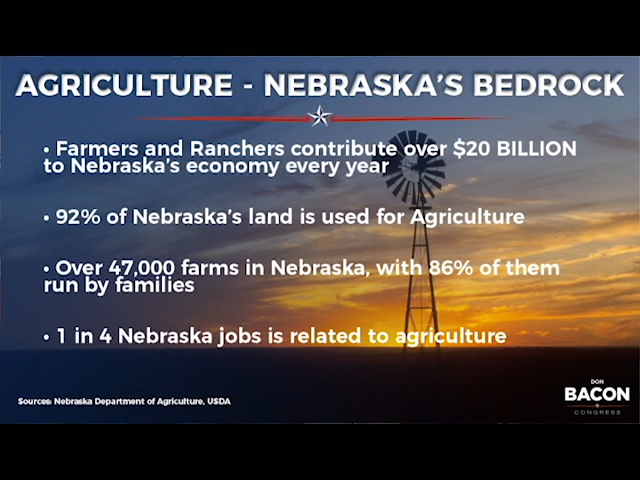 AGRICULTURE - NEBRASKA'S BEDROCK
• Farmers and Ranchers contribute over $20 BILLION
to Nebraska's economy every year
• 92% of Nebraska's land is used for Agriculture
• Over 47,000 farms in Nebraska, with 86% of them
run by families
• 1 in 4 Nebraska jobs is related to agriculture
Sources: Nebraska Department of Agriculture, USDA
DON
BACON
CONGRESS